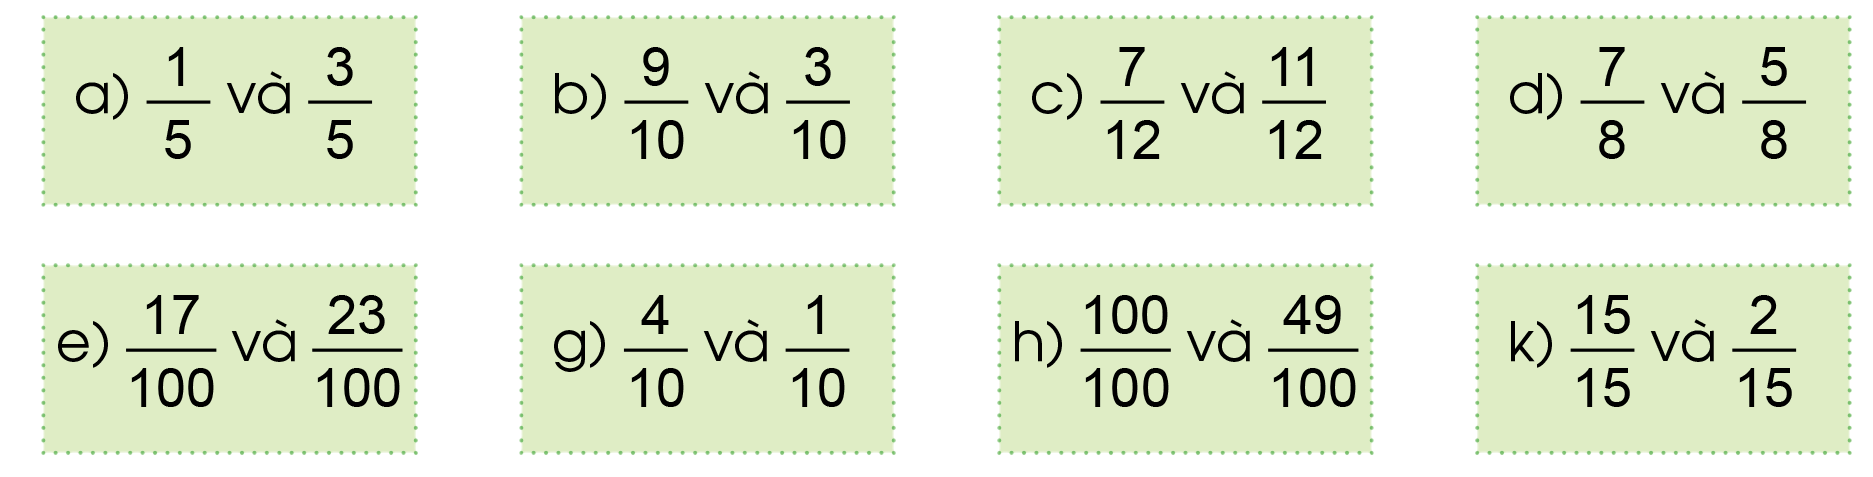 a) 1/5 và 3/5
b) 9/10 và 3/10
c) 7/12 và 11/12
d) 7/8 và 5/8
e) 17/100 và 23/100
g) 4/10 và 1/10
h) 100/100 và 49/100
k) 15/15 và 2/15